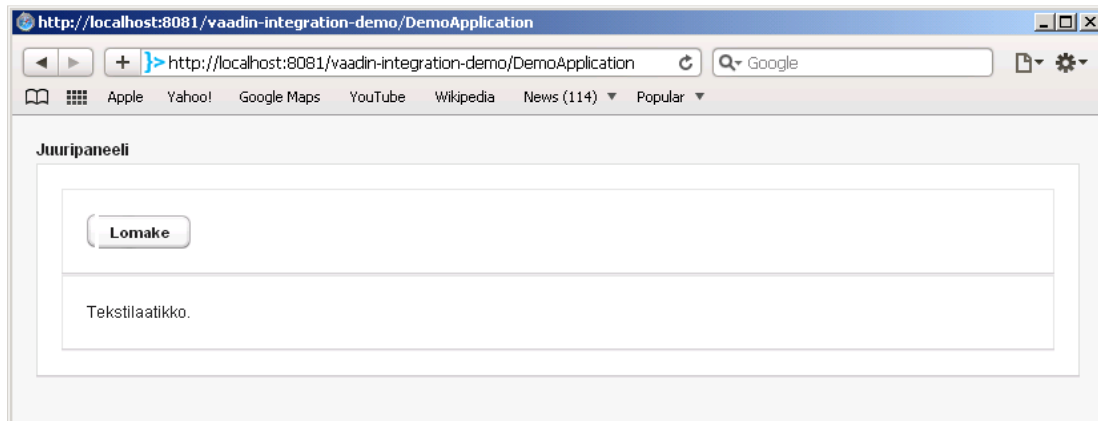 http://localhost:8081/vaadin-integration-demo/DemoApplication
http://localhost:8081/vaadin-integration-demo/DemoApplication Google
Apple Yahoo! Google Maps YouTube Wikipedia News (114) Popular
Juuripaneeli
Lomake
Tekstilaatikko.